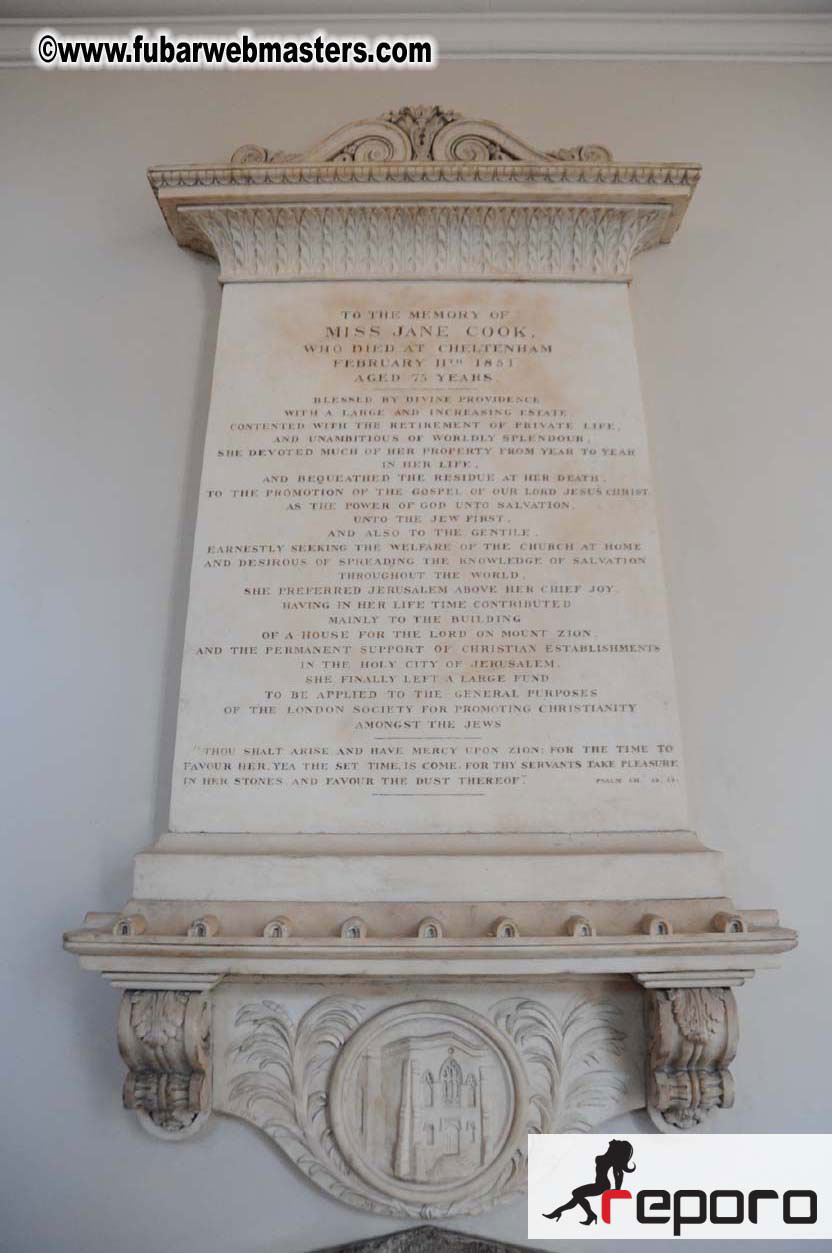 ©www.fubarwebmasters.com
TO THE MEMORY OF
MISS JANE COOK,
WHO DIED AT CHELTENHAM
FEBRUARY 11TH 1851
AGED 75 YEARS.
BLESSED BY DIVINE PROVIDENCE
WITH A LARGE AND INCREASING ESTATE,
CONTENTED WITH THE RETIREMENT OF PRIVATE LIFE,
AND UNAMBITIOUS OF WORLDLY SPLENDOUR,
SHE DEVOTED MUCH OF HER PROPERTY FROM YEAR TO YEAR
IN HER LIFE,
AND BEQUEATHED THE RESIDUE AT HER DEATH,
TO THE PROMOTION OF THE GOSPEL OF OUR LORD JESUS CHRIST
AS THE POWER OF GOD UNTO SALVATION,
UNTO THE JEW FIRST,
AND ALSO TO THE GENTILE.
EARNESTLY SEEKING THE WELFARE OF THE CHURCH AT HOME
AND DESIROUS OF SPREADING THE KNOWLEDGE OF SALVATION
THROUGHOUT THE WORLD,
SHE PREFERRED JERUSALEM ABOVE HER CHIEF JOY,
HAVING IN HER LIFE TIME CONTRIBUTED
MAINLY TO THE BUILDING
OF A HOUSE FOR THE LORD ON MOUNT ZION,
AND THE PERMANENT SUPPORT OF CHRISTIAN ESTABLISHMENTS
IN THE HOLY CITY OF JERUSALEM,
SHE FINALLY LEFT A LARGE FUND
TO BE APPLIED TO THE GENERAL PURPOSES
OF THE LONDON SOCIETY FOR PROMOTING CHRISTIANITY
AMONGST THE JEWS
"THOU SHALT ARISE AND HAVE MERCY UPON ZION; FOR THE TIME TO
FAVOUR HER, YEA THE SET TIME, IS COME, FOR THY SERVANTS TAKE PLEASURE
IN HER STONES, AND FAVOUR THE DUST THEREOF." PSALM
reporo